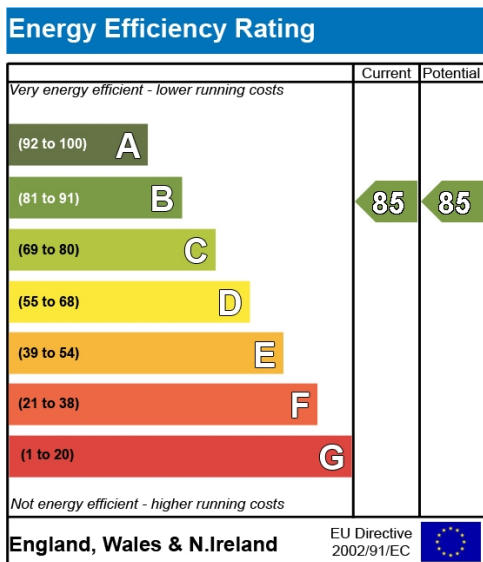 Energy Efficiency Rating
Current Potential
Very energy efficient - lower running costs
(92 to 100) A
(81 to 91) B 85 85
(69 to 80) C
(55 to 68) D
(39 to 54) E
(21 to 38) F
(1 to 20) G
Not energy efficient - higher running costs
England, Wales & N.Ireland
EU Directive
2002/91/EC